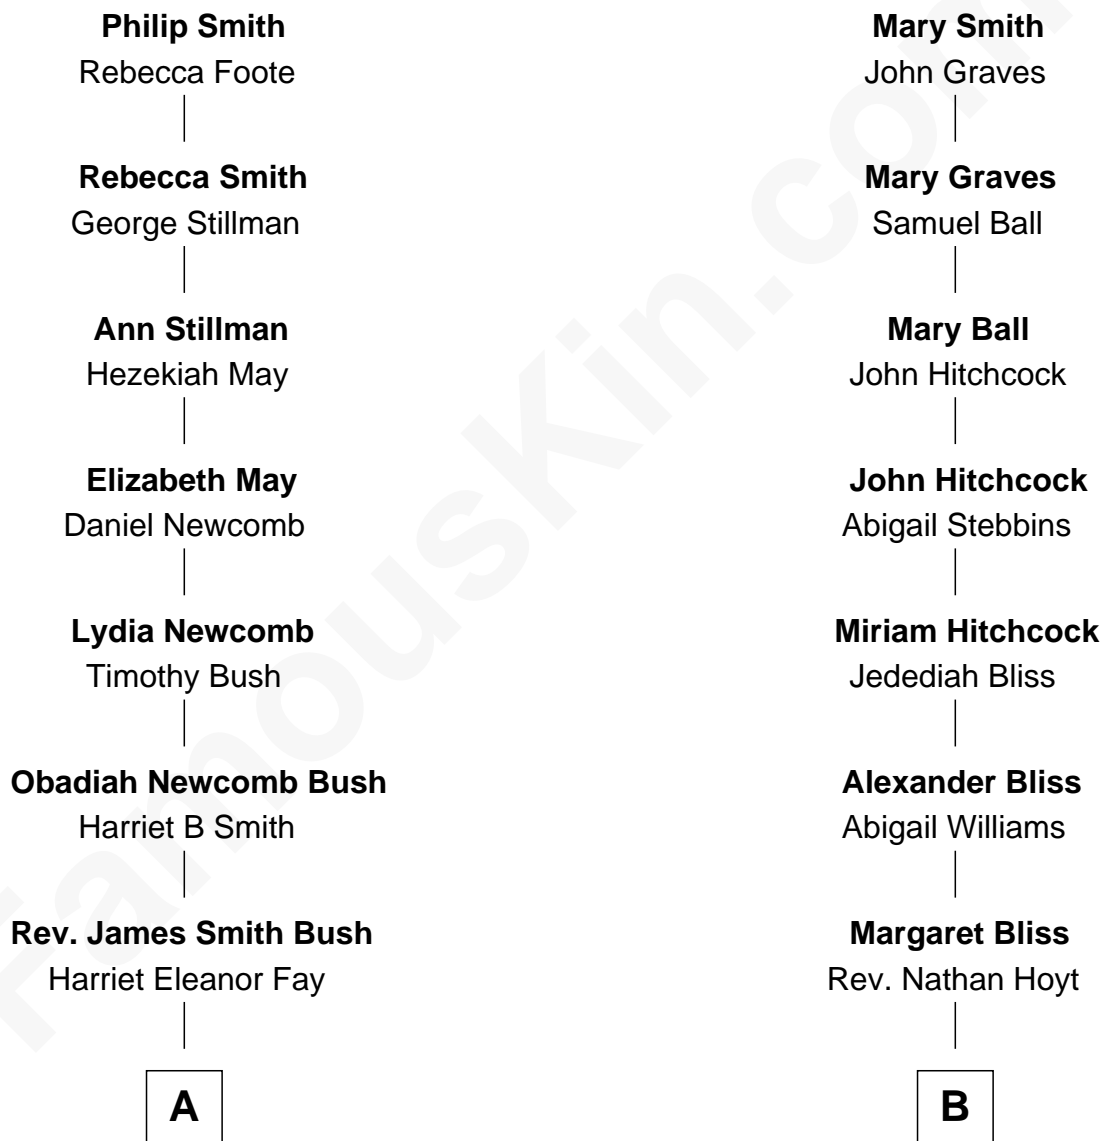 Philip Smith
Rebecca Foote
Rebecca Smith
George Stillman
Ann Stillman
Hezekiah May
Elizabeth May
Daniel Newcomb
Lydia Newcomb
Timothy Bush
Obadiah Newcomb Bush
Harriet B Smith
Rev. James Smith Bush
Harriet Eleanor Fay
A
Mary Smith
John Graves
Mary Graves
Samuel Ball
Mary Ball
John Hitchcock
John Hitchcock
Abigail Stebbins
Miriam Hitchcock
Jedediah Bliss
Alexander Bliss
Abigail Williams
Margaret Bliss
Rev. Nathan Hoyt
B
FamousKin.com